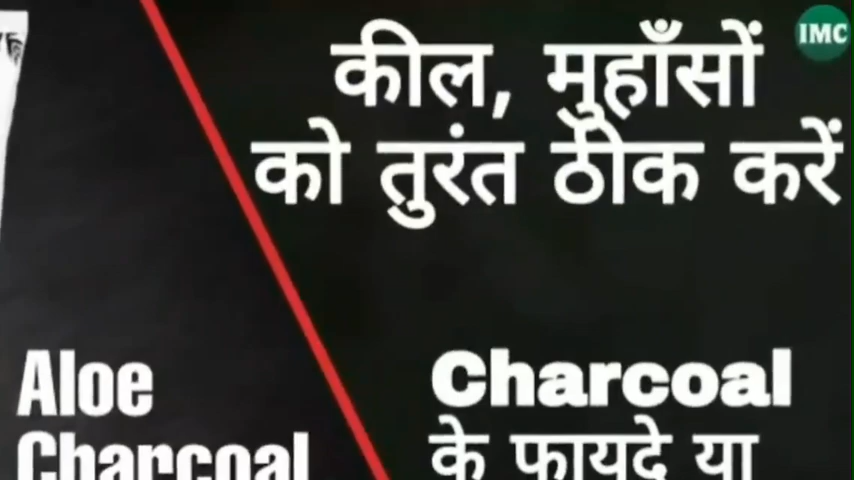 IMC
कील, मुहाँसों
को तुरंत ठीक करें
Aloe
Charcoal
Charcoal
के फायदे या